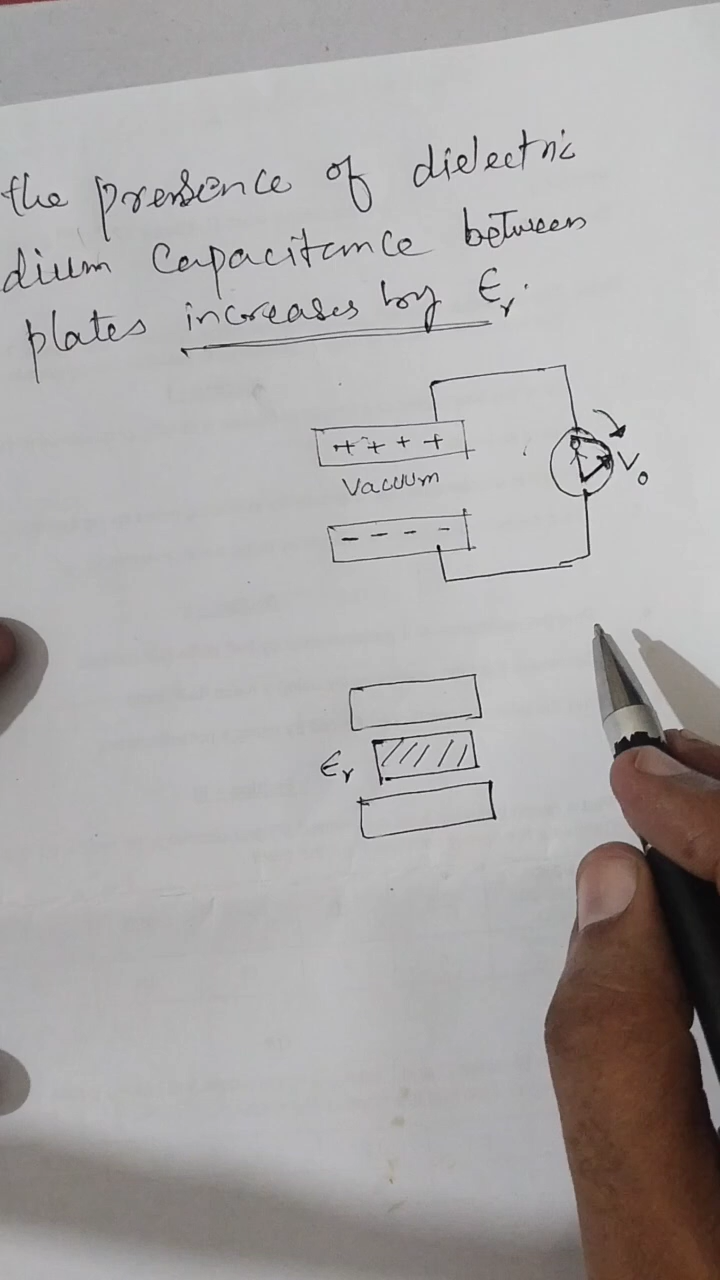 the presence of dielectric
dium capacitance between
plates increases by ϵr.
+ + + +
Vacuum
V0
- - - -
ϵr